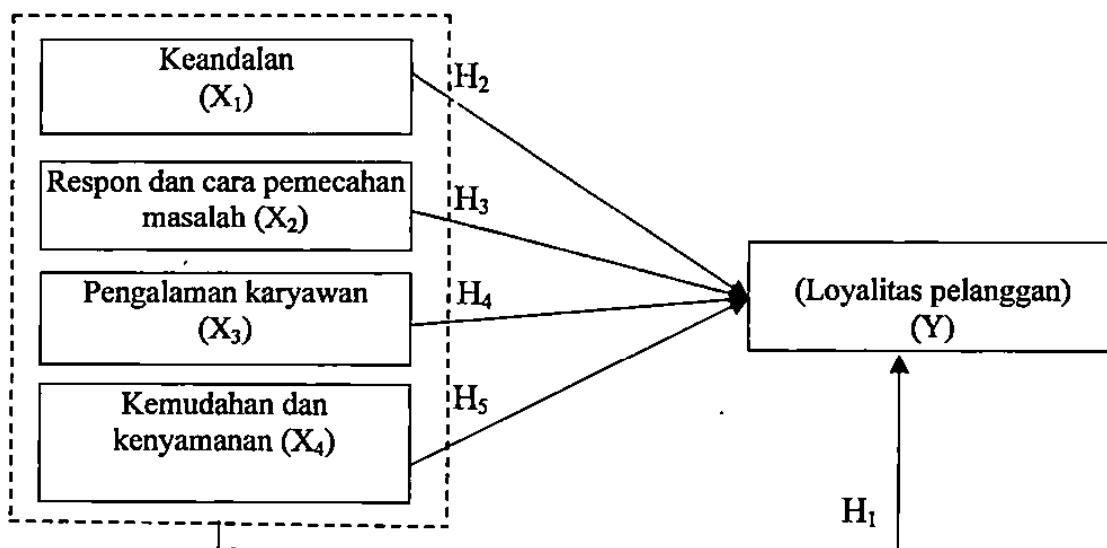 Keandalan
(X₁)
H₂
Respon dan cara pemecahan
masalah (X₂)
H₃
Pengalaman karyawan
(X₃)
H₄
Kemudahan dan
kenyamanan (X₄)
H₅
(Loyalitas pelanggan)
(Y)
H₁